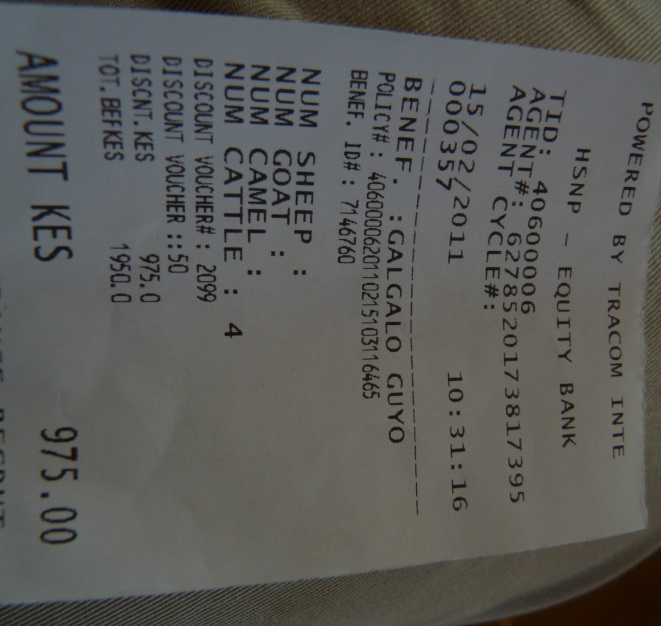 POWERED BY TRACOM INTE
HSNP - EQUITY BANK
TID: 40600006
AGENT#: 6278520173817395
AGENT CYCLE#:
15/02/2011 10:31:16
000357
BENEF. :GALGALO GUYO
POLICY# : 4060000620110215103116465
BENEF. ID# : 7146760
NUM SHEEP :
NUM GOAT :
NUM CAMEL :
NUM CATTLE : 4
DISCOUNT VOUCHER# : 2099
DISCOUNT VOUCHER ::50
DISCNT.KES 975.0
TOT.BEFKES 1950.0
AMOUNT KES 975.00